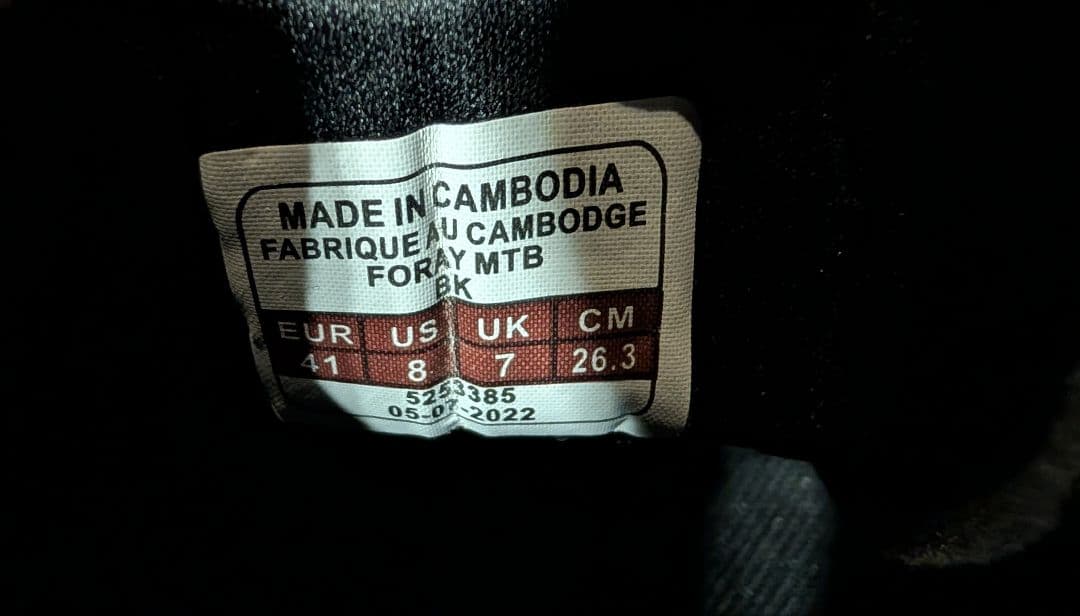 MADE IN CAMBODIA
FABRIQUE AU CAMBODGE
FORAY MTB
BK
EUR US UK CM
41 8 7 26.3
5253385